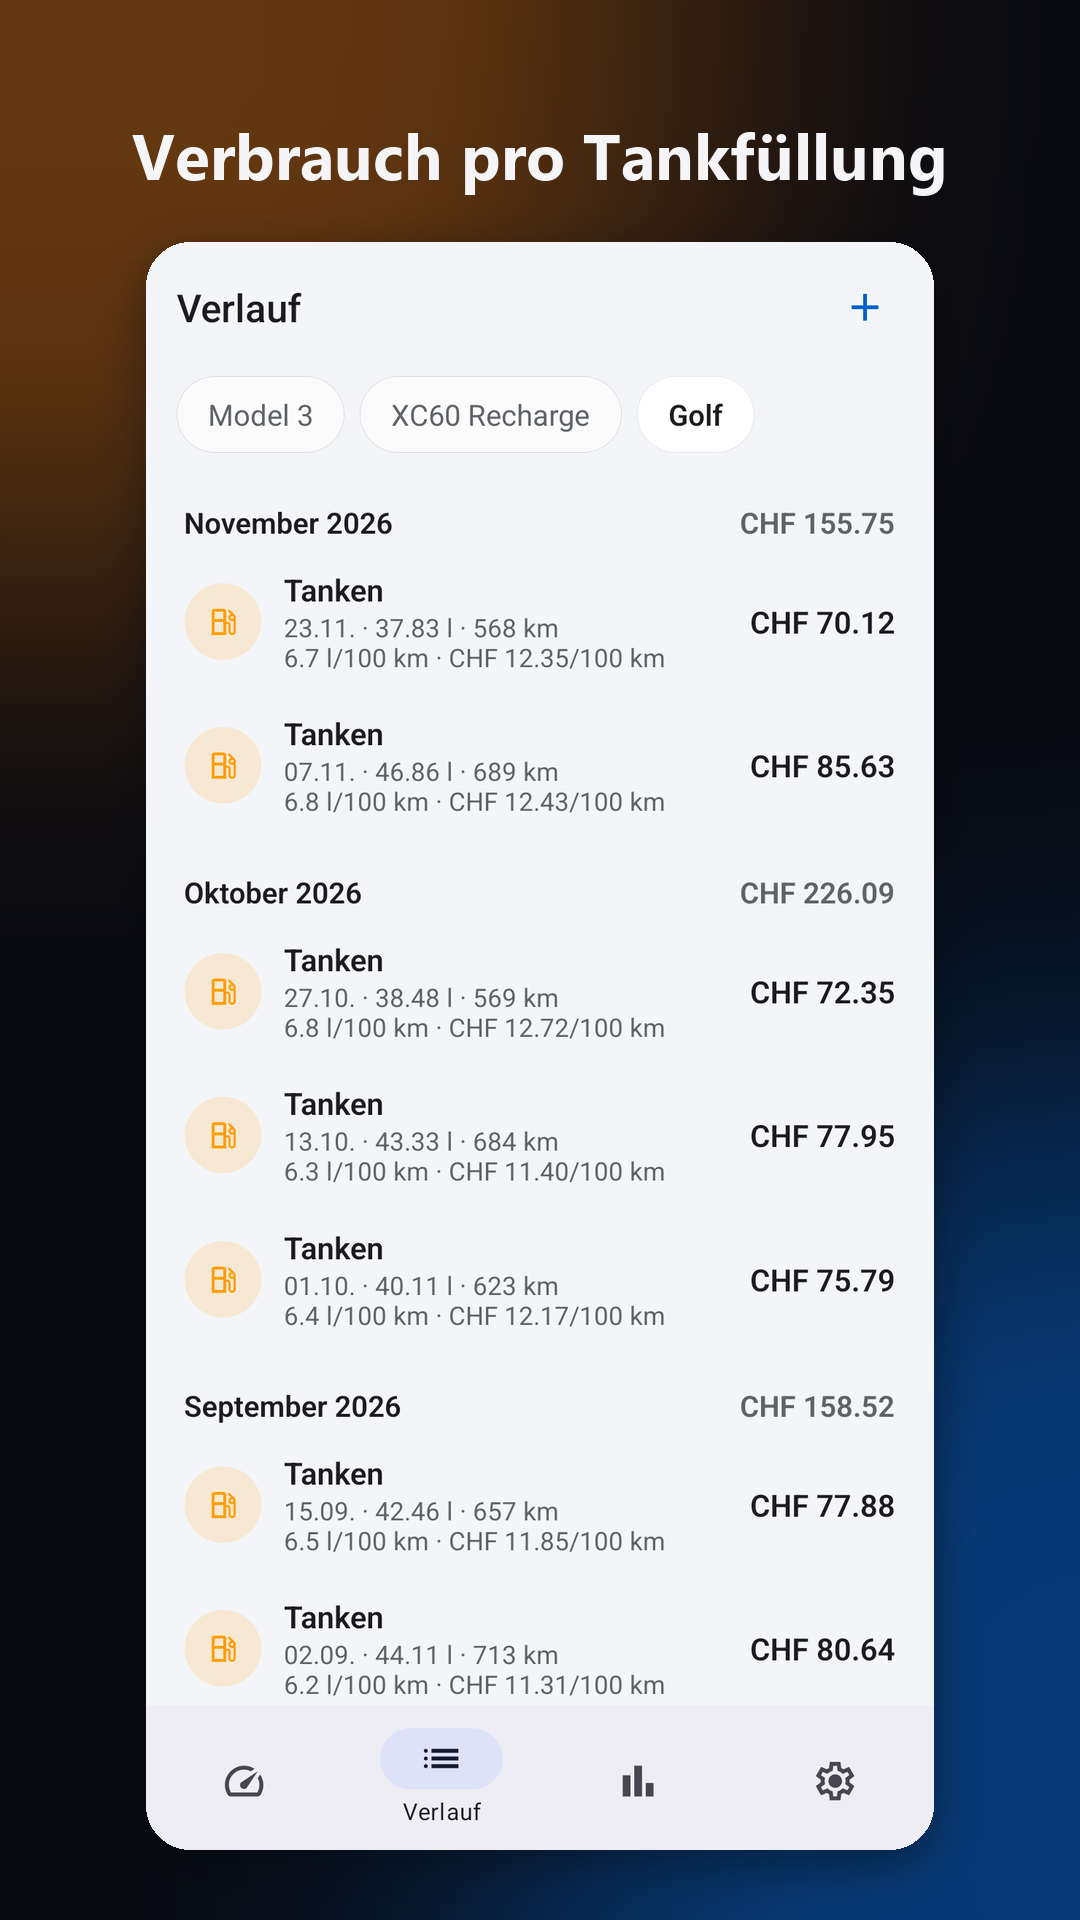 Verbrauch pro Tankfüllung
Verlauf
Model 3
XC60 Recharge
Golf
November 2026
CHF 155.75
Tanken
23.11. · 37.83 l · 568 km
6.7 l/100 km · CHF 12.35/100 km
CHF 70.12
Tanken
07.11. · 46.86 l · 689 km
6.8 l/100 km · CHF 12.43/100 km
CHF 85.63
Oktober 2026
CHF 226.09
Tanken
27.10. · 38.48 l · 569 km
6.8 l/100 km · CHF 12.72/100 km
CHF 72.35
Tanken
13.10. · 43.33 l · 684 km
6.3 l/100 km · CHF 11.40/100 km
CHF 77.95
Tanken
01.10. · 40.11 l · 623 km
6.4 l/100 km · CHF 12.17/100 km
CHF 75.79
September 2026
CHF 158.52
Tanken
15.09. · 42.46 l · 657 km
6.5 l/100 km · CHF 11.85/100 km
CHF 77.88
Tanken
02.09. · 44.11 l · 713 km
6.2 l/100 km · CHF 11.31/100 km
CHF 80.64
Verlauf